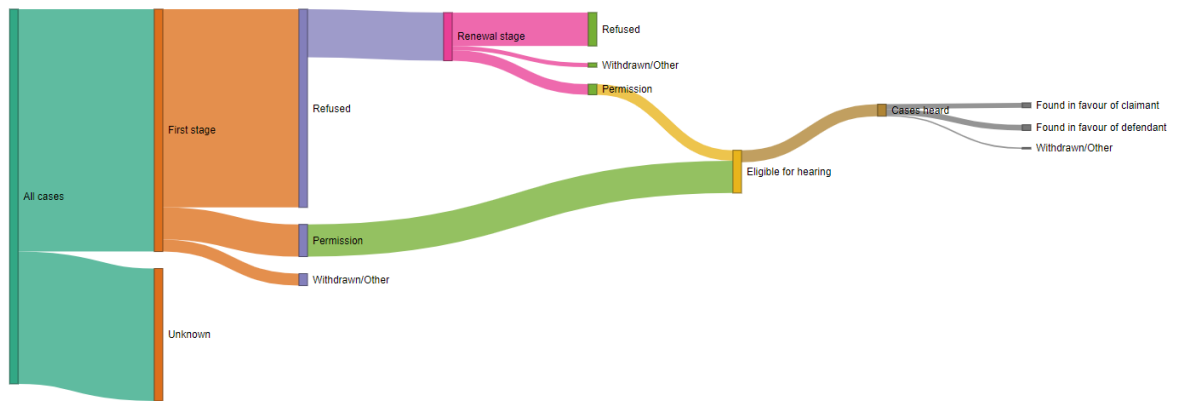 All cases
First stage
Unknown
Refused
Permission
Withdrawn/Other
Renewal stage
Refused
Withdrawn/Other
Permission
Eligible for hearing
Cases heard
Found in favour of claimant
Found in favour of defendant
Withdrawn/Other